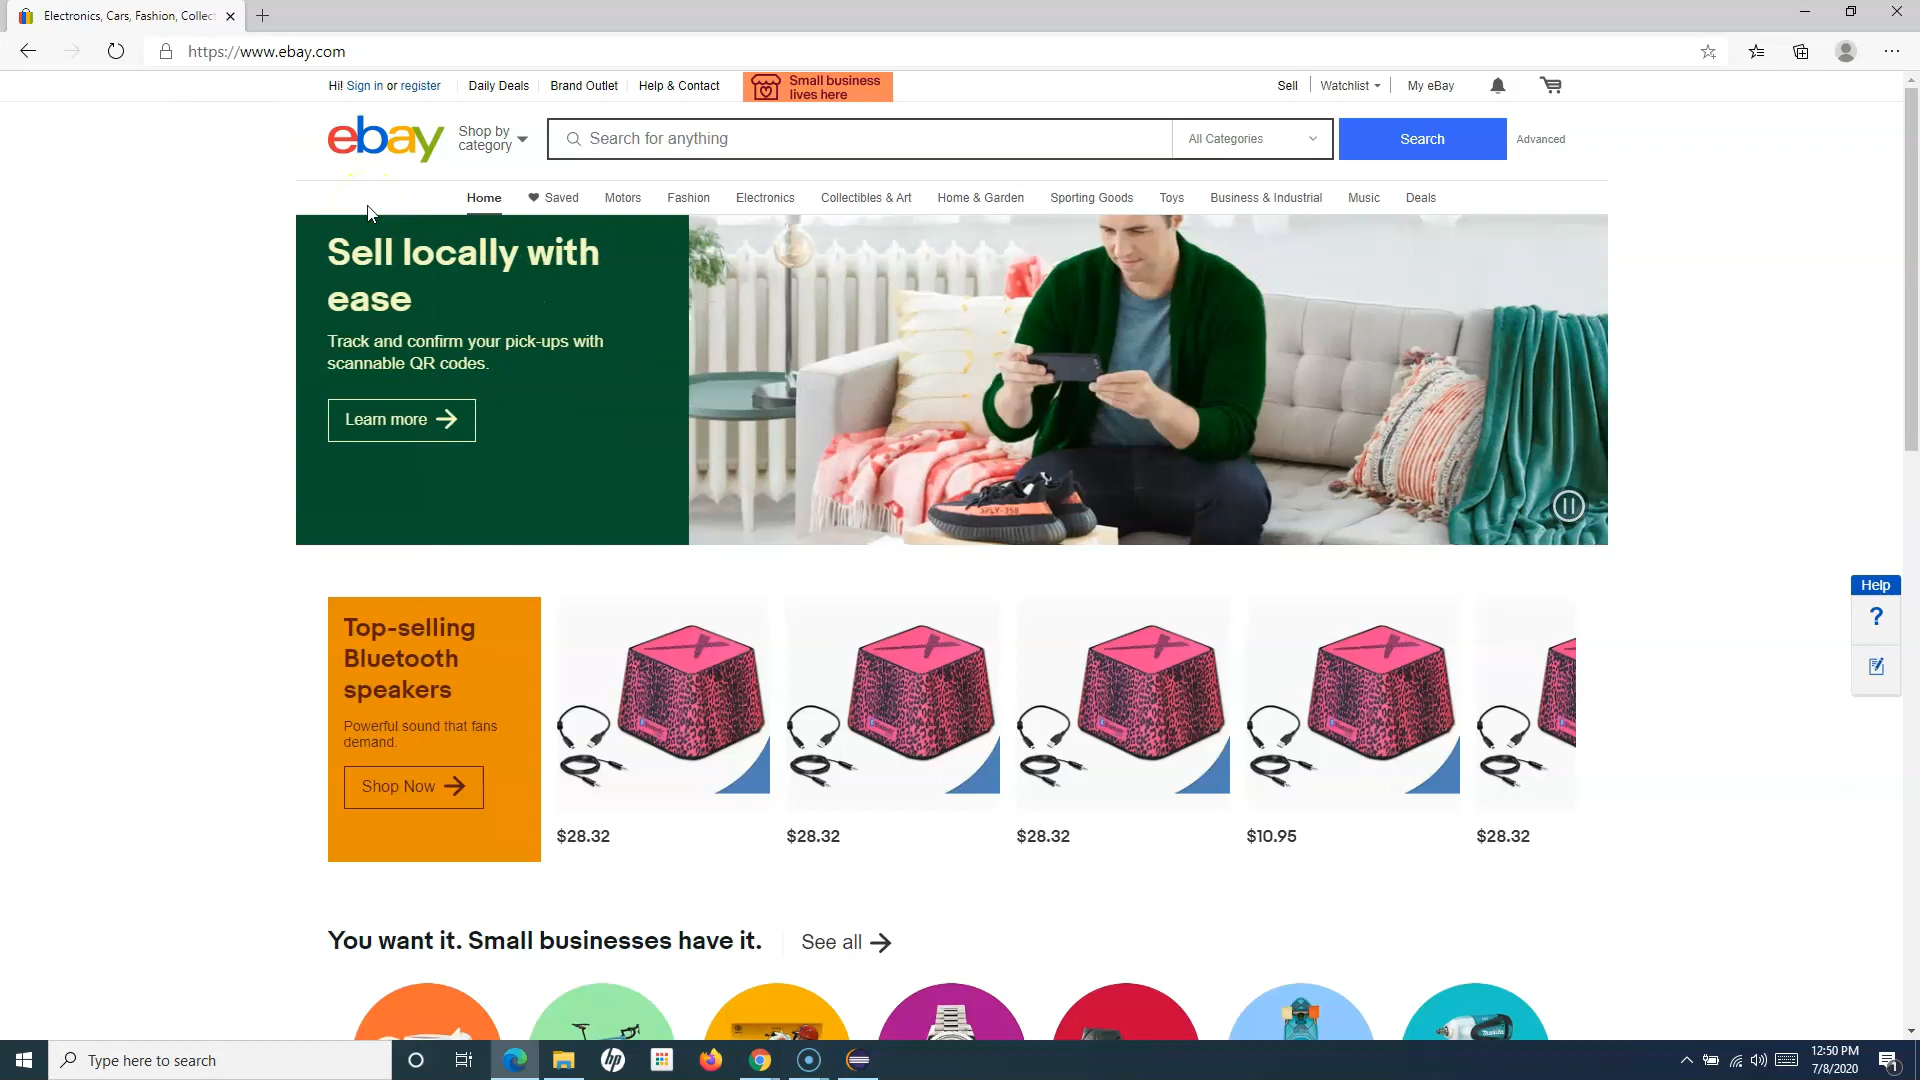 Electronics, Cars, Fashion, Collect
https://www.ebay.com
Hi! Sign in or register
Daily Deals
Brand Outlet
Help & Contact
Small business
lives here
Sell
Watchlist
My eBay
ebay
Shop by
category
Search for anything
All Categories
Search
Advanced
Home
Saved
Motors
Fashion
Electronics
Collectibles & Art
Home & Garden
Sporting Goods
Toys
Business & Industrial
Music
Deals
Sell locally with
ease
Track and confirm your pick-ups with
scannable QR codes.
Learn more
SPLY-350
Help
?
Top-selling
Bluetooth
speakers
Powerful sound that fans
demand.
Shop Now
$28.32
$28.32
$28.32
$10.95
$28.32
You want it. Small businesses have it.
See all
Makita
Type here to search
hp
12:50 PM
7/8/2020
1